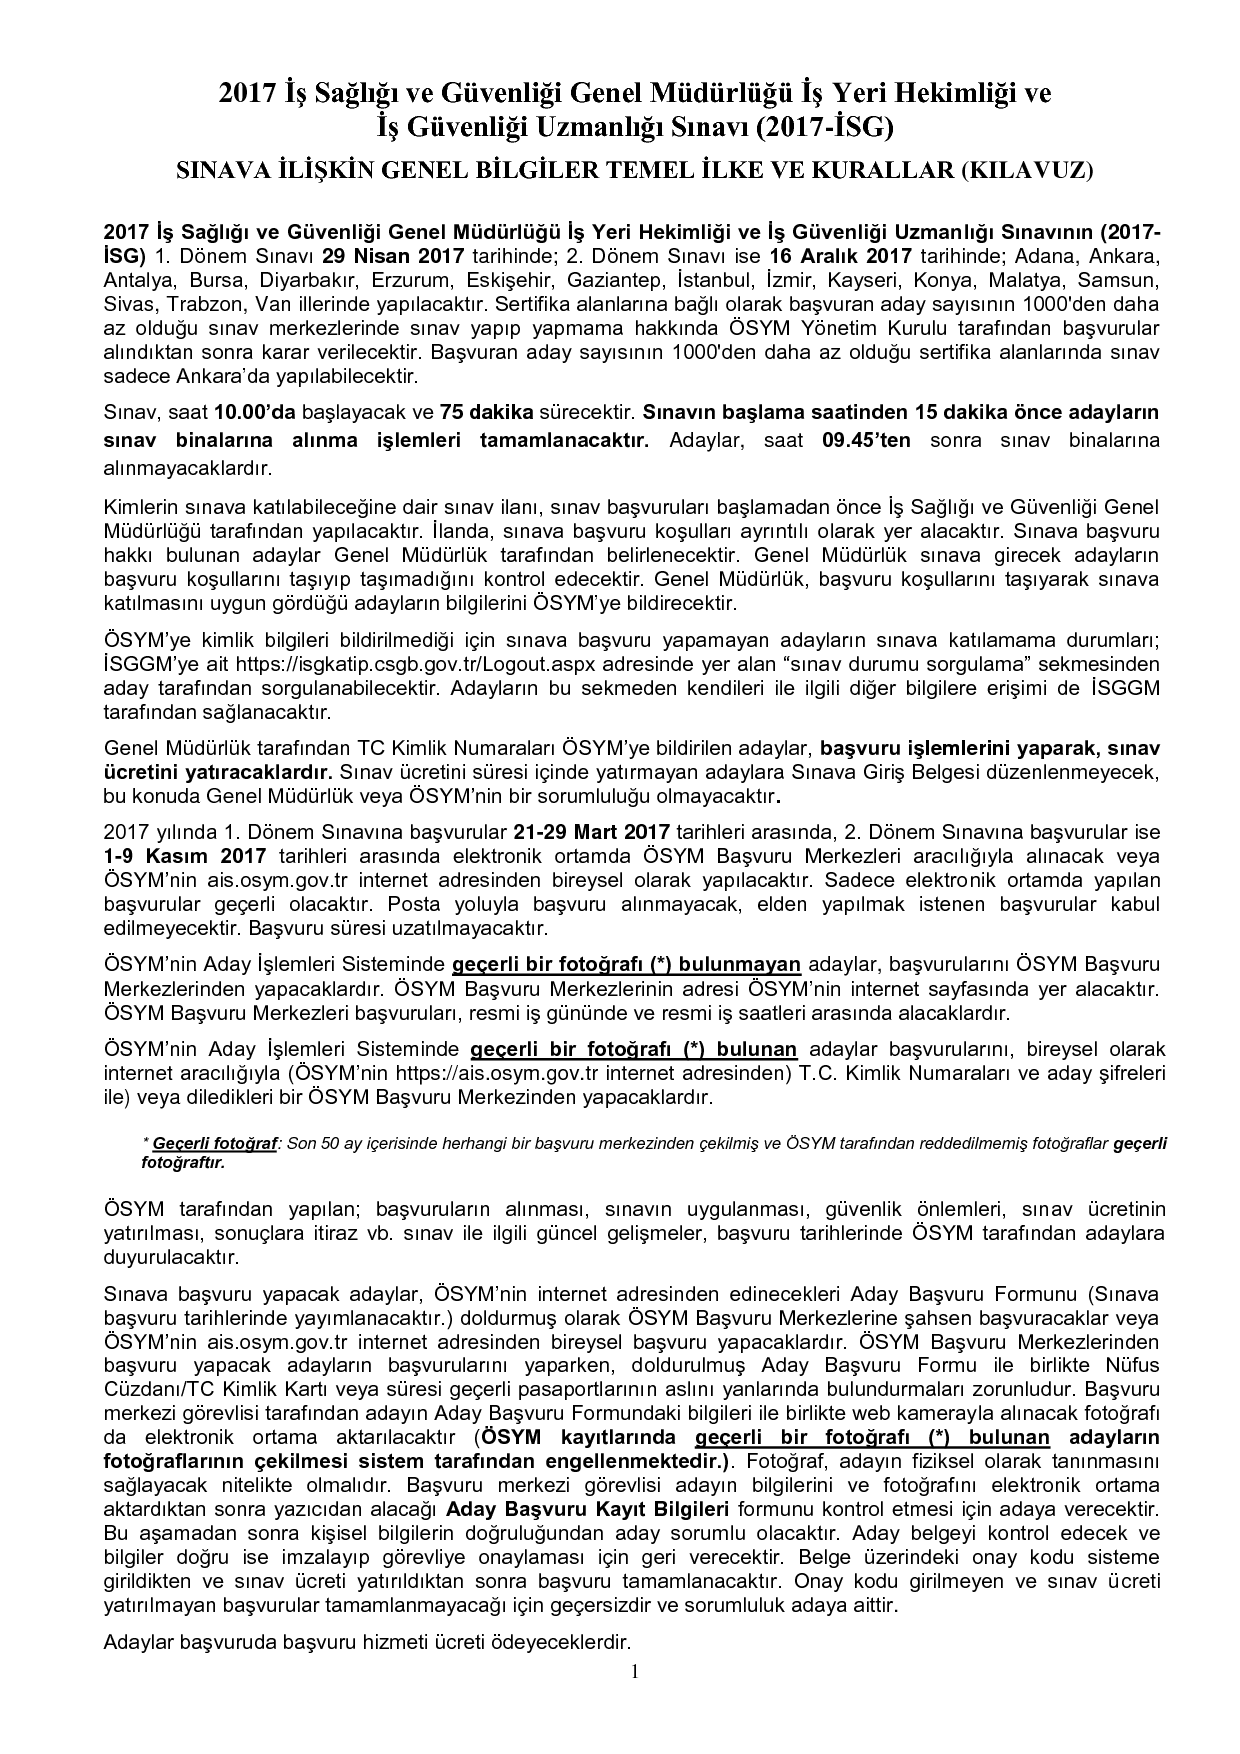 2017 İş Sağlığı ve Güvenliği Genel Müdürlüğü İş Yeri Hekimliği ve
İş Güvenliği Uzmanlığı Sınavı (2017-İSG)
SINAVA İLİŞKİN GENEL BİLGİLER TEMEL İLKE VE KURALLAR (KILAVUZ)
2017 İş Sağlığı ve Güvenliği Genel Müdürlüğü İş Yeri Hekimliği ve İş Güvenliği Uzmanlığı Sınavının (2017-
İSG) 1. Dönem Sınavı 29 Nisan 2017 tarihinde; 2. Dönem Sınavı ise 16 Aralık 2017 tarihinde; Adana, Ankara,
Antalya, Bursa, Diyarbakır, Erzurum, Eskişehir, Gaziantep, İstanbul, İzmir, Kayseri, Konya, Malatya, Samsun,
Sivas, Trabzon, Van illerinde yapılacaktır. Sertifika alanlarına bağlı olarak başvuran aday sayısının 1000'den daha
az olduğu sınav merkezlerinde sınav yapıp yapmama hakkında ÖSYM Yönetim Kurulu tarafından başvurular
alındıktan sonra karar verilecektir. Başvuran aday sayısının 1000'den daha az olduğu sertifika alanlarında sınav
sadece Ankara’da yapılabilecektir.
Sınav, saat 10.00’da başlayacak ve 75 dakika sürecektir. Sınavın başlama saatinden 15 dakika önce adayların
sınav binalarına alınma işlemleri tamamlanacaktır. Adaylar, saat 09.45’ten sonra sınav binalarına
alınmayacaklardır.
Kimlerin sınava katılabileceğine dair sınav ilanı, sınav başvuruları başlamadan önce İş Sağlığı ve Güvenliği Genel
Müdürlüğü tarafından yapılacaktır. İlanda, sınava başvuru koşulları ayrıntılı olarak yer alacaktır. Sınava başvuru
hakkı bulunan adaylar Genel Müdürlük tarafından belirlenecektir. Genel Müdürlük sınava girecek adayların
başvuru koşullarını taşıyıp taşımadığını kontrol edecektir. Genel Müdürlük, başvuru koşullarını taşıyarak sınava
katılmasını uygun gördüğü adayların bilgilerini ÖSYM’ye bildirecektir.
ÖSYM’ye kimlik bilgileri bildirilmediği için sınava başvuru yapamayan adayların sınava katılamama durumları;
İSGGM’ye ait https://isgkatip.csgb.gov.tr/Logout.aspx adresinde yer alan “sınav durumu sorgulama” sekmesinden
aday tarafından sorgulanabilecektir. Adayların bu sekmeden kendileri ile ilgili diğer bilgilere erişimi de İSGGM
tarafından sağlanacaktır.
Genel Müdürlük tarafından TC Kimlik Numaraları ÖSYM’ye bildirilen adaylar, başvuru işlemlerini yaparak, sınav
ücretini yatıracaklardır. Sınav ücretini süresi içinde yatırmayan adaylara Sınava Giriş Belgesi düzenlenmeyecek,
bu konuda Genel Müdürlük veya ÖSYM’nin bir sorumluluğu olmayacaktır.
2017 yılında 1. Dönem Sınavına başvurular 21-29 Mart 2017 tarihleri arasında, 2. Dönem Sınavına başvurular ise
1-9 Kasım 2017 tarihleri arasında elektronik ortamda ÖSYM Başvuru Merkezleri aracılığıyla alınacak veya
ÖSYM’nin ais.osym.gov.tr internet adresinden bireysel olarak yapılacaktır. Sadece elektronik ortamda yapılan
başvurular geçerli olacaktır. Posta yoluyla başvuru alınmayacak, elden yapılmak istenen başvurular kabul
edilmeyecektir. Başvuru süresi uzatılmayacaktır.
ÖSYM’nin Aday İşlemleri Sisteminde geçerli bir fotoğrafı (*) bulunmayan adaylar, başvurularını ÖSYM Başvuru
Merkezlerinden yapacaklardır. ÖSYM Başvuru Merkezlerinin adresi ÖSYM’nin internet sayfasında yer alacaktır.
ÖSYM Başvuru Merkezleri başvuruları, resmi iş gününde ve resmi iş saatleri arasında alacaklardır.
ÖSYM’nin Aday İşlemleri Sisteminde geçerli bir fotoğrafı (*) bulunan adaylar başvurularını, bireysel olarak
internet aracılığıyla (ÖSYM’nin https://ais.osym.gov.tr internet adresinden) T.C. Kimlik Numaraları ve aday şifreleri
ile) veya diledikleri bir ÖSYM Başvuru Merkezinden yapacaklardır.
* Geçerli fotoğraf: Son 50 ay içerisinde herhangi bir başvuru merkezinden çekilmiş ve ÖSYM tarafından reddedilmemiş fotoğraflar geçerli
fotoğraftır.
ÖSYM tarafından yapılan; başvuruların alınması, sınavın uygulanması, güvenlik önlemleri, sınav ücretinin
yatırılması, sonuçlara itiraz vb. sınav ile ilgili güncel gelişmeler, başvuru tarihlerinde ÖSYM tarafından adaylara
duyurulacaktır.
Sınava başvuru yapacak adaylar, ÖSYM’nin internet adresinden edinecekleri Aday Başvuru Formunu (Sınava
başvuru tarihlerinde yayımlanacaktır.) doldurmuş olarak ÖSYM Başvuru Merkezlerine şahsen başvuracaklar veya
ÖSYM’nin ais.osym.gov.tr internet adresinden bireysel başvuru yapacaklardır. ÖSYM Başvuru Merkezlerinden
başvuru yapacak adayların başvurularını yaparken, doldurulmuş Aday Başvuru Formu ile birlikte Nüfus
Cüzdanı/TC Kimlik Kartı veya süresi geçerli pasaportlarının aslını yanlarında bulundurmaları zorunludur. Başvuru
merkezi görevlisi tarafından adayın Aday Başvuru Formundaki bilgileri ile birlikte web kamerayla alınacak fotoğrafı
da elektronik ortama aktarılacaktır (ÖSYM kayıtlarında geçerli bir fotoğrafı (*) bulunan adayların
fotoğraflarının çekilmesi sistem tarafından engellenmektedir.). Fotoğraf, adayın fiziksel olarak tanınmasını
sağlayacak nitelikte olmalıdır. Başvuru merkezi görevlisi adayın bilgilerini ve fotoğrafını elektronik ortama
aktardıktan sonra yazıcıdan alacağı Aday Başvuru Kayıt Bilgileri formunu kontrol etmesi için adaya verecektir.
Bu aşamadan sonra kişisel bilgilerin doğruluğundan aday sorumlu olacaktır. Aday belgeyi kontrol edecek ve
bilgiler doğru ise imzalayıp görevliye onaylaması için geri verecektir. Belge üzerindeki onay kodu sisteme
girildikten ve sınav ücreti yatırıldıktan sonra başvuru tamamlanacaktır. Onay kodu girilmeyen ve sınav ücreti
yatırılmayan başvurular tamamlanmayacağı için geçersizdir ve sorumluluk adaya aittir.
Adaylar başvuruda başvuru hizmeti ücreti ödeyeceklerdir.
1